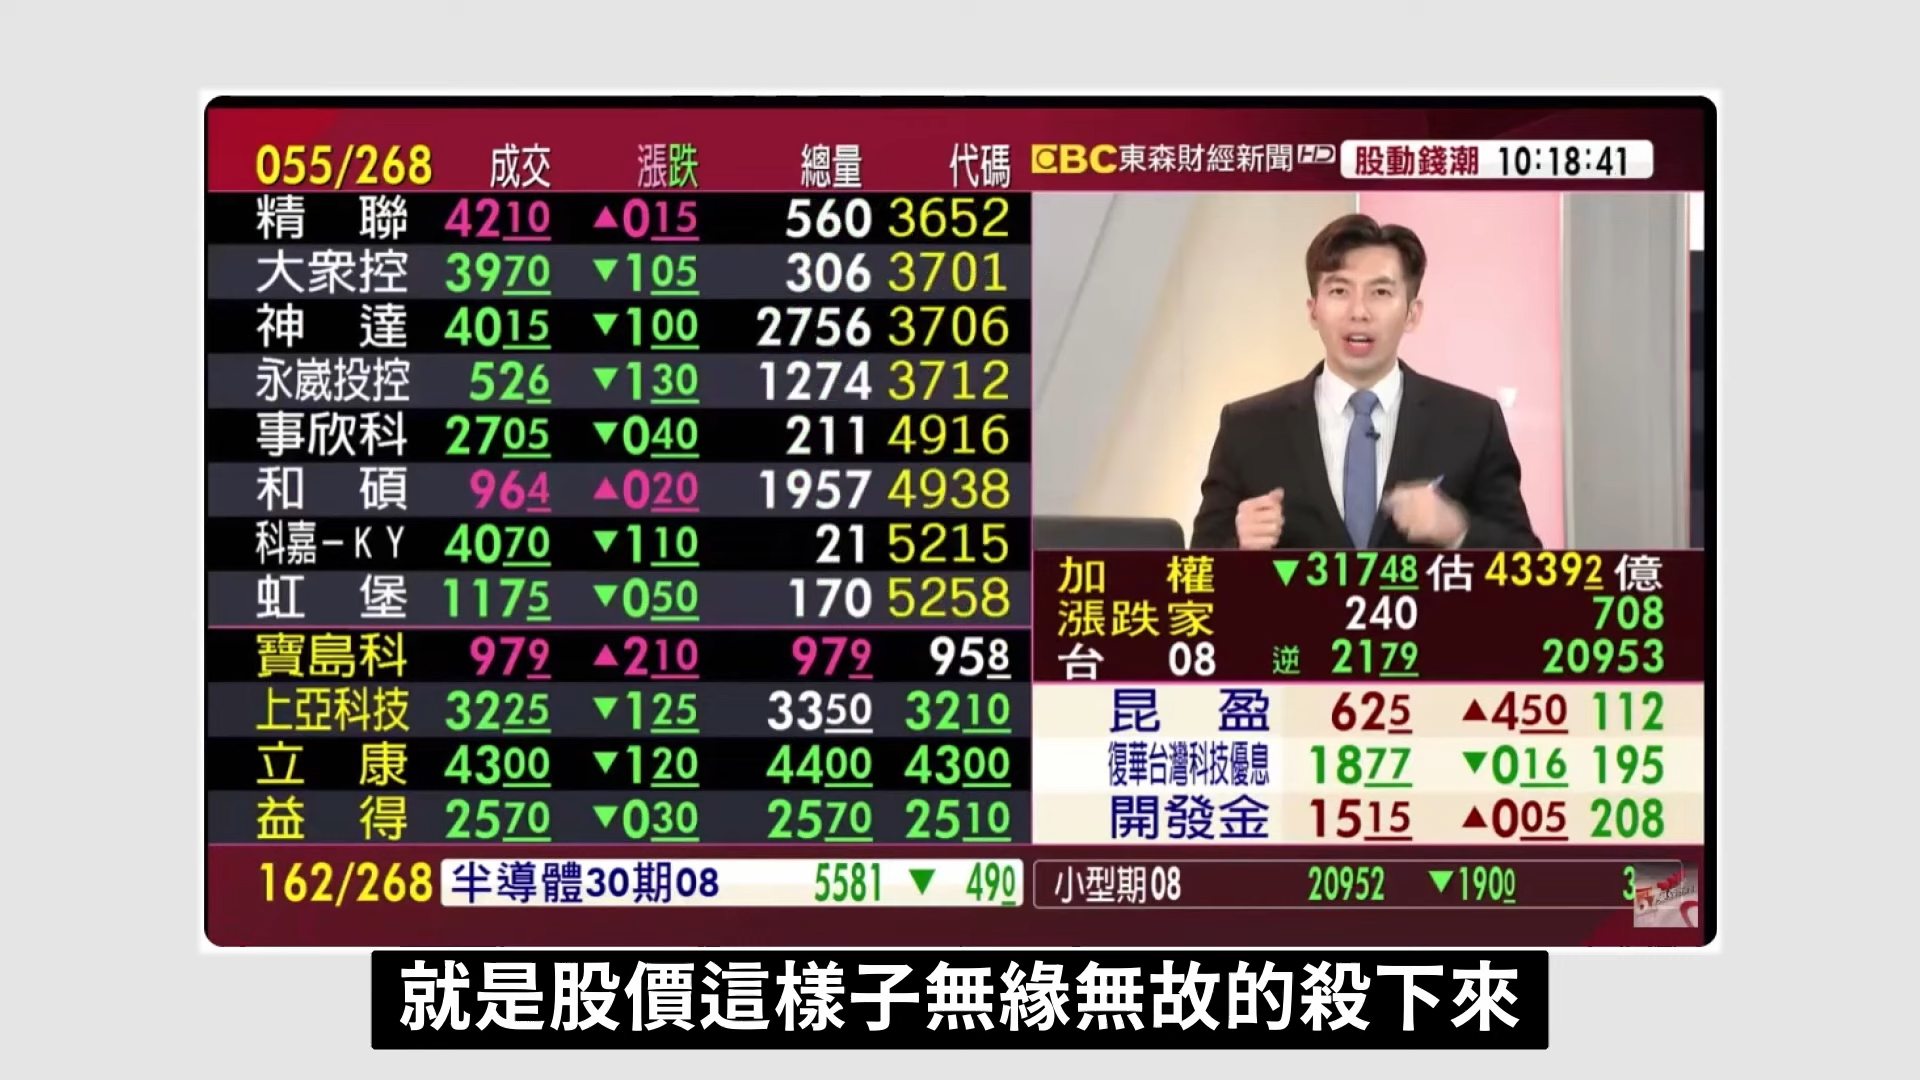 055/268 成交 漲跌 總量 代碼
精聯 4210 ▲015 560 3652
大眾控 3970 ▼105 306 3701
神達 4015 ▼100 2756 3706
永崴投控 526 ▼130 1274 3712
事欣科 2705 ▼040 211 4916
和碩 964 ▲020 1957 4938
科嘉-KY 4070 ▼110 21 5215
虹堡 1175 ▼050 170 5258
寶島科 979 ▲210 979 958
上亞科技 3225 ▼125 3350 3210
立康 4300 ▼120 4400 4300
益得 2570 ▼030 2570 2510
162/268 半導體30期08 5581 ▼ 490
EBC東森財經新聞HD 股動錢潮 10:18:41
加權 ▼31748 估 43392 億
漲跌家 240 708
台08 逆 2179 20953
昆盈 625 ▲450 112
復華台灣科技優息 1877 ▼016 195
開發金 1515 ▲005 208
小型期08 20952 ▼1900 3
就是股價這樣子無緣無故的殺下來